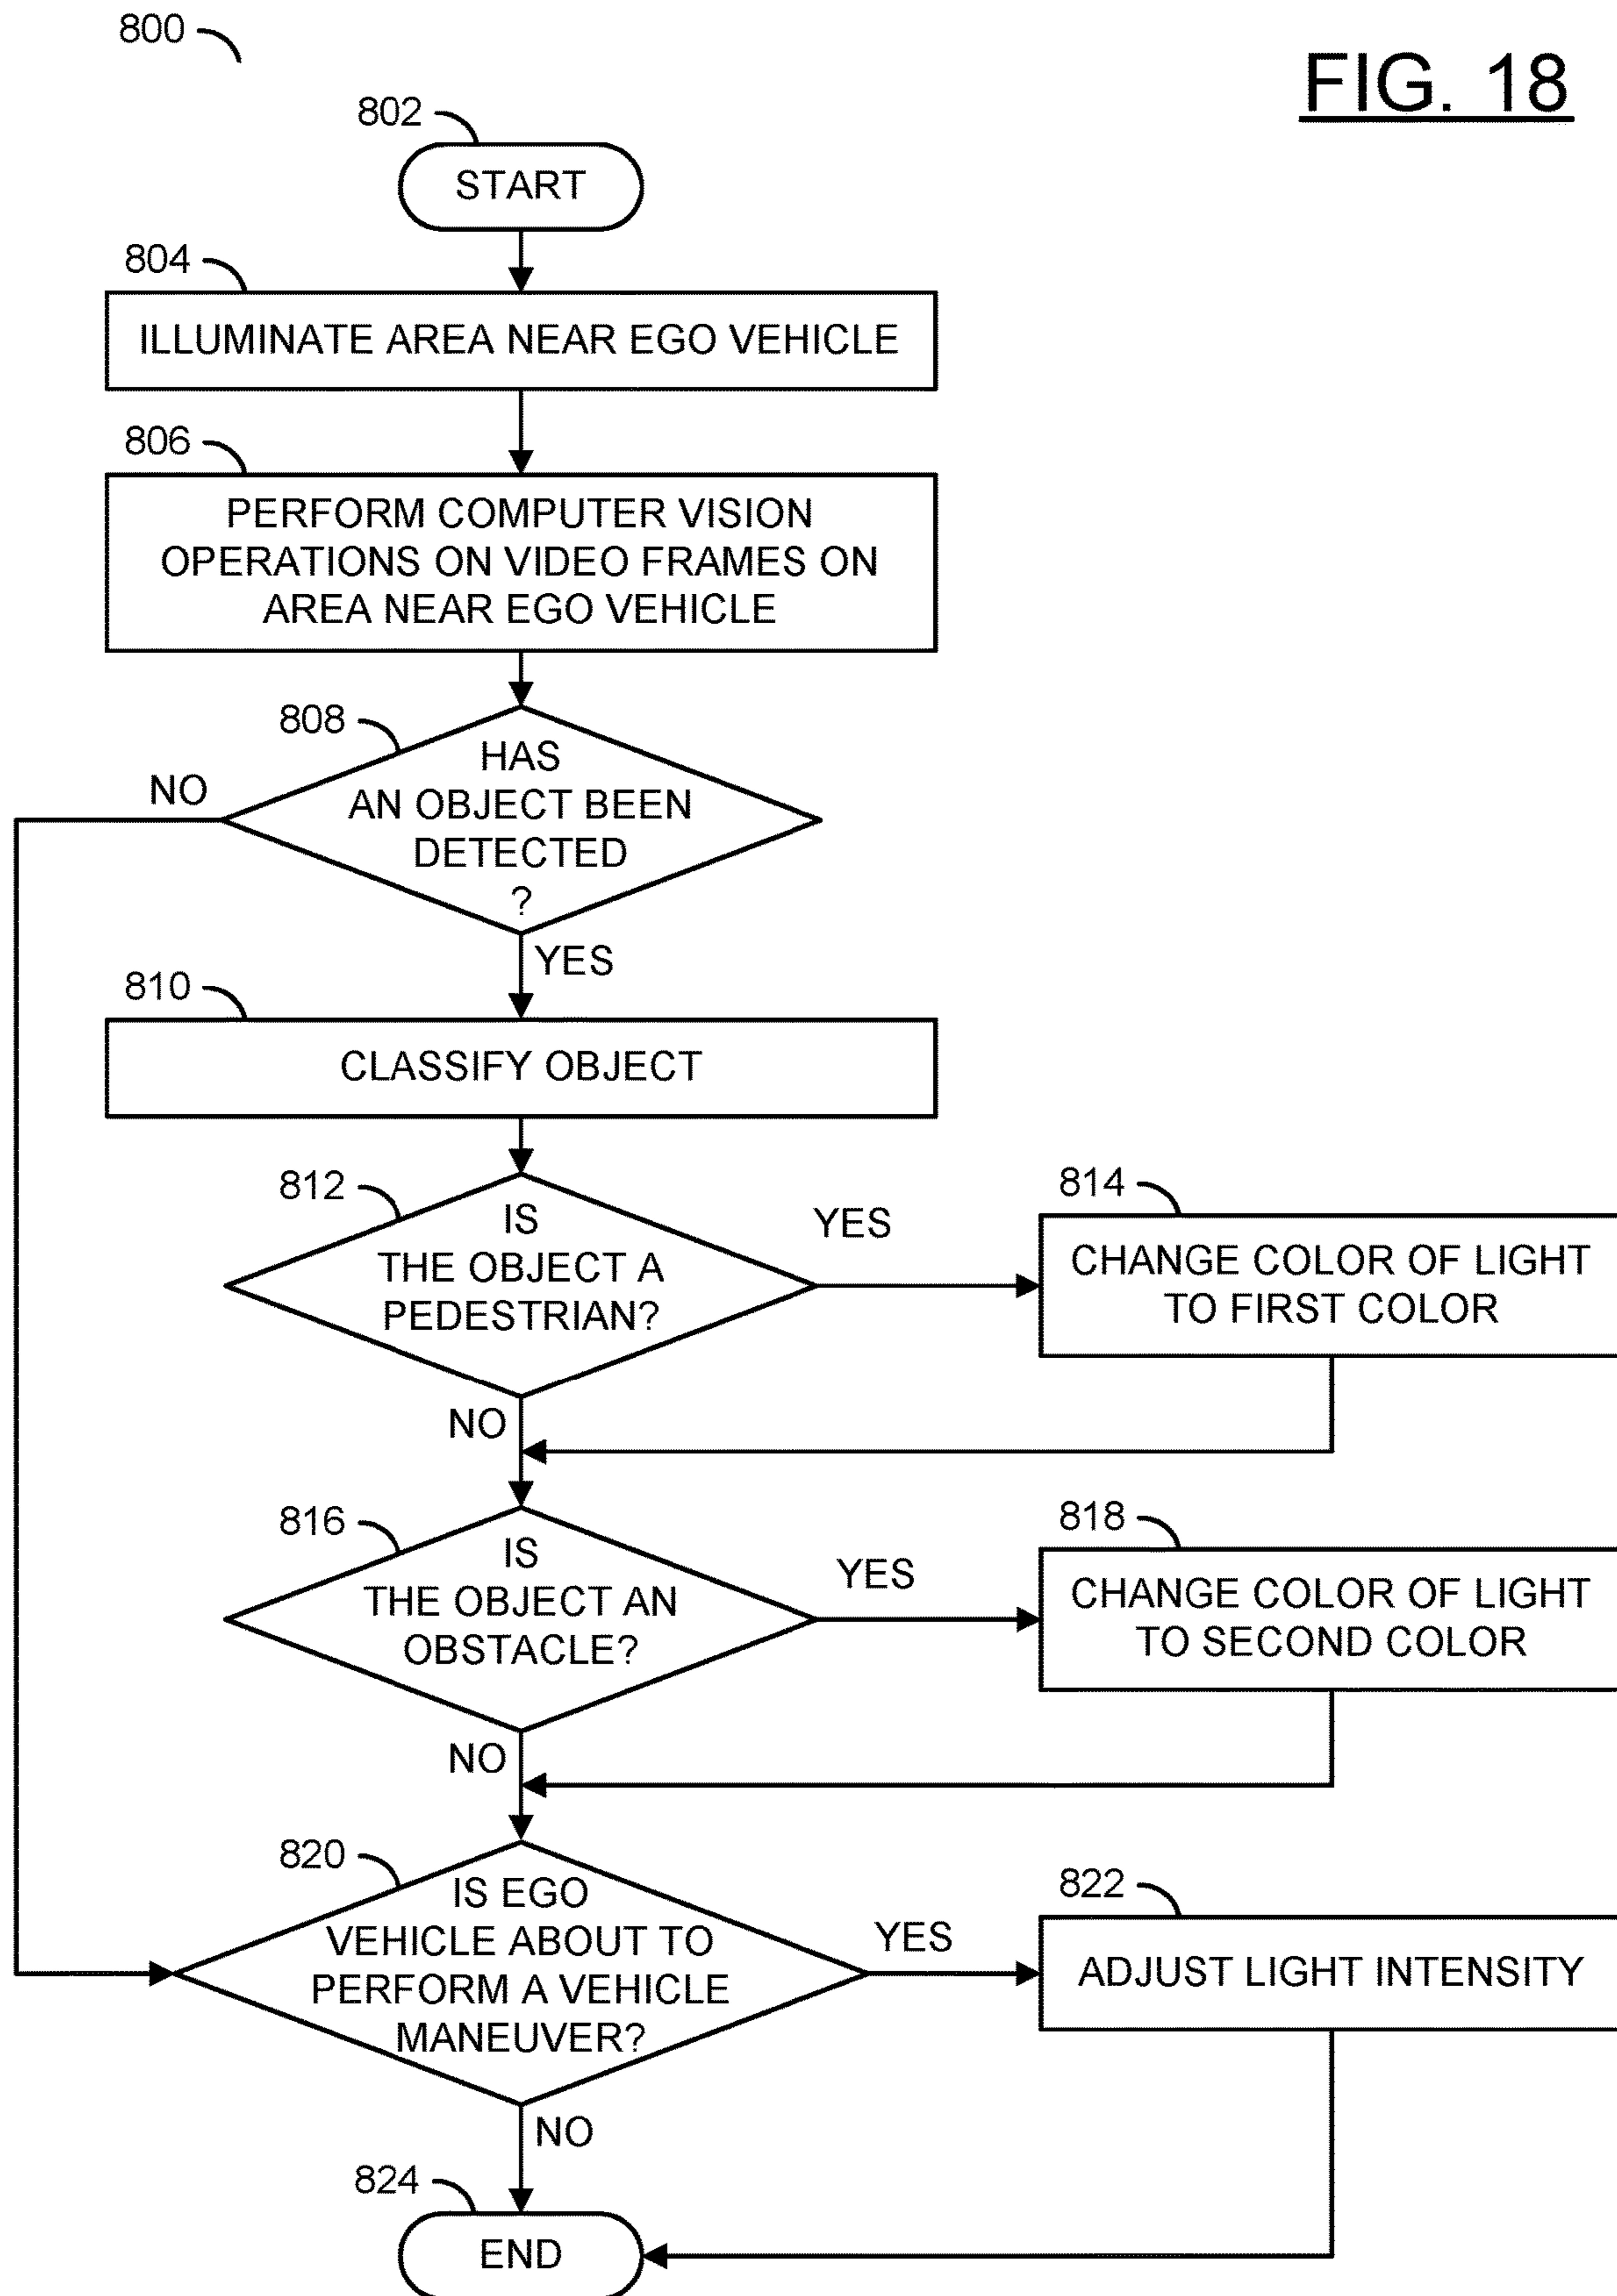 800
FIG. 18
802
START
804
ILLUMINATE AREA NEAR EGO VEHICLE
806
PERFORM COMPUTER VISION
OPERATIONS ON VIDEO FRAMES ON
AREA NEAR EGO VEHICLE
808
HAS
AN OBJECT BEEN
DETECTED
?
NO
YES
810
CLASSIFY OBJECT
812
IS
THE OBJECT A
PEDESTRIAN?
YES
814
CHANGE COLOR OF LIGHT
TO FIRST COLOR
NO
816
IS
THE OBJECT AN
OBSTACLE?
YES
818
CHANGE COLOR OF LIGHT
TO SECOND COLOR
NO
820
IS EGO
VEHICLE ABOUT TO
PERFORM A VEHICLE
MANEUVER?
YES
822
ADJUST LIGHT INTENSITY
NO
824
END